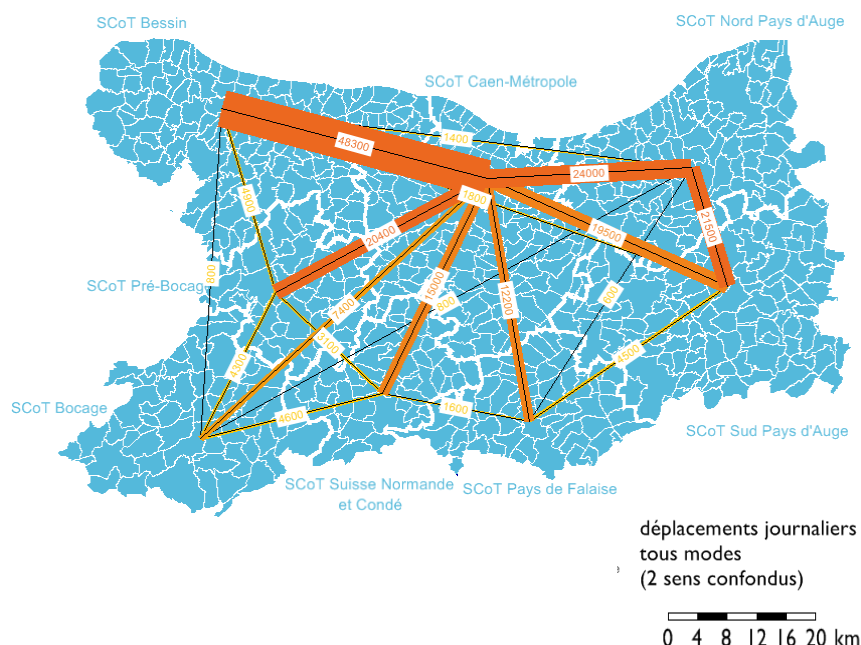 SCoT Bessin
SCoT Nord Pays d'Auge
SCoT Caen-Métropole
1400
48300
24000
4900
1800
21500
20400
19500
800
SCoT Pré-Bocage
15000
12200
600
7400
800
3100
4300
4500
SCoT Bocage
4600
1600
SCoT Sud Pays d'Auge
SCoT Suisse Normande
et Condé
SCoT Pays de Falaise
déplacements journaliers
tous modes
(2 sens confondus)
0 4 8 12 16 20 km